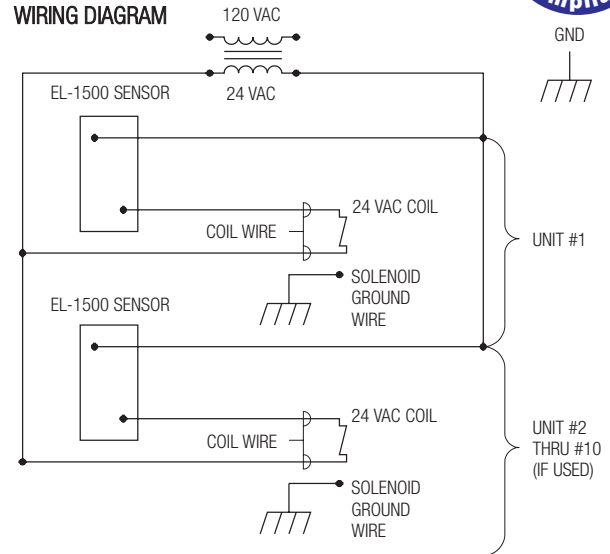 WIRING DIAGRAM
120 VAC
GND
24 VAC
EL-1500 SENSOR
24 VAC COIL
COIL WIRE
UNIT #1
SOLENOID
GROUND
WIRE
EL-1500 SENSOR
24 VAC COIL
COIL WIRE
UNIT #2
THRU #10
(IF USED)
SOLENOID
GROUND
WIRE